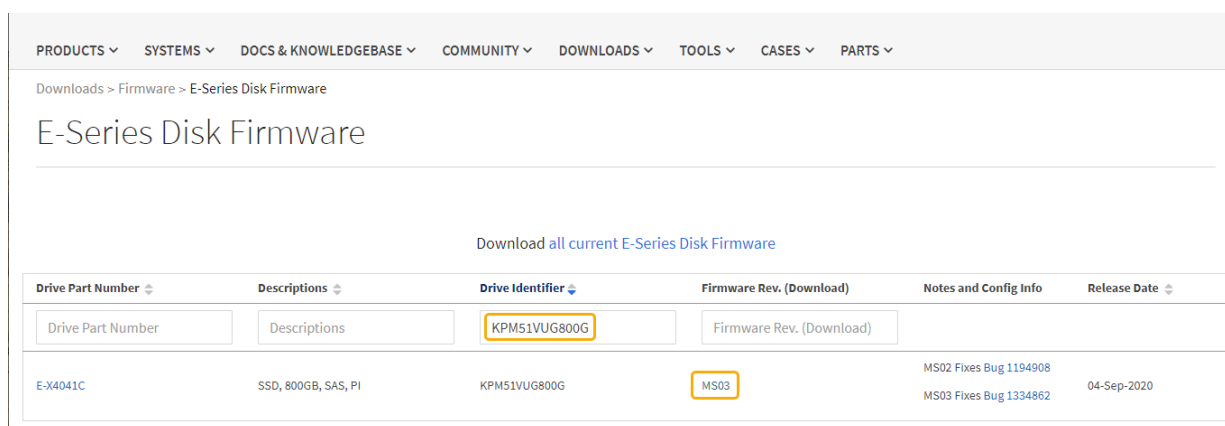 PRODUCTS SYSTEMS DOCS & KNOWLEDGEBASE COMMUNITY DOWNLOADS TOOLS CASES PARTS
Downloads > Firmware > E-Series Disk Firmware
E-Series Disk Firmware
Download all current E-Series Disk Firmware
Drive Part Number Descriptions Drive Identifier Firmware Rev. (Download) Notes and Config Info Release Date
Drive Part Number Descriptions KPM51VUG800G Firmware Rev. (Download)
MS02 Fixes Bug 1194908
E-X4041C SSD, 800GB, SAS, PI KPM51VUG800G MS03 04-Sep-2020
MS03 Fixes Bug 1334862